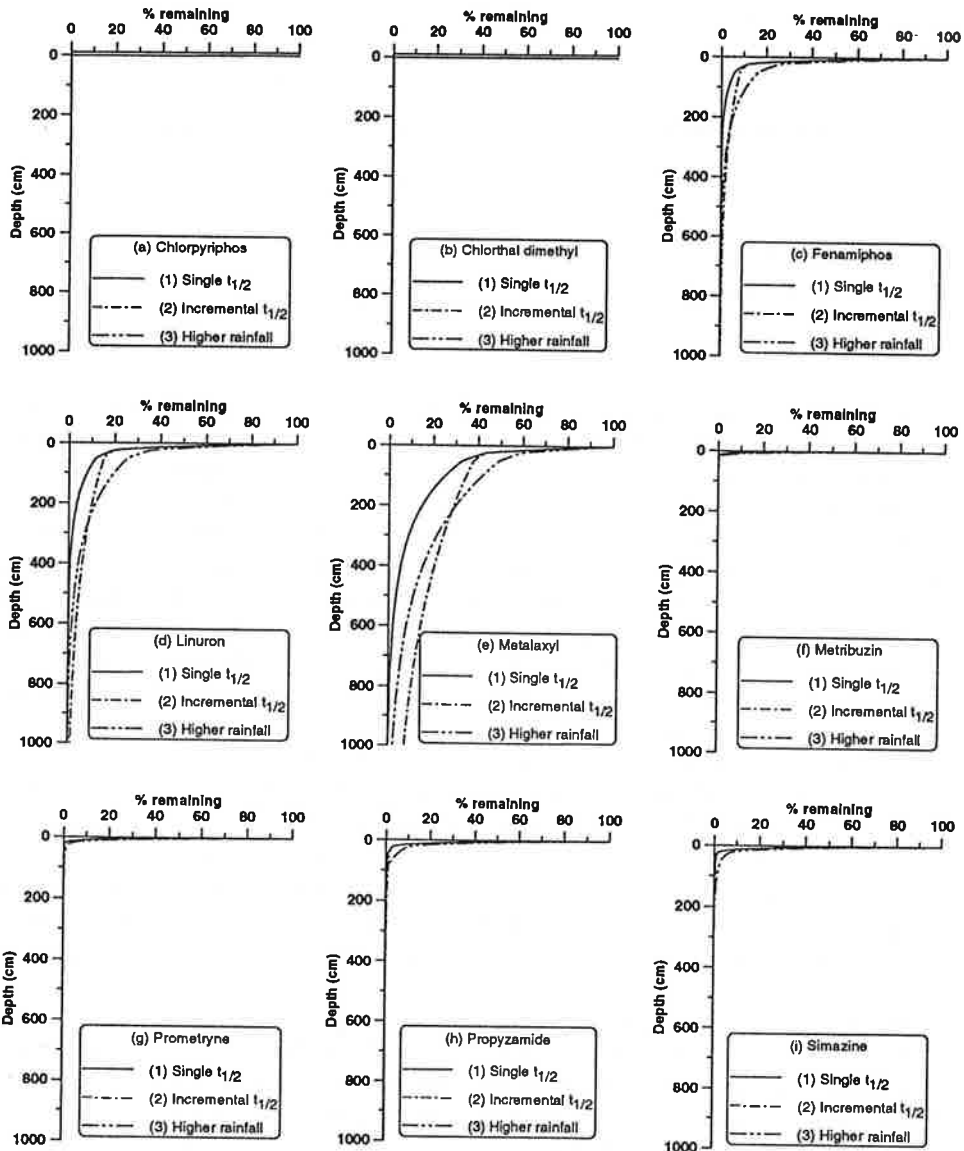 % remaining
0 20 40 60 80 100
0
200
400
600
800
1000
Depth (cm)
(a) Chlorpyriphos
(1) Single t1/2
(2) Incremental t1/2
(3) Higher rainfall
% remaining
0 20 40 60 80 100
0
200
400
600
800
1000
Depth (cm)
(b) Chlorthal dimethyl
(1) Single t1/2
(2) Incremental t1/2
(3) Higher rainfall
% remaining
0 20 40 60 80 100
0
200
400
600
800
1000
Depth (cm)
(c) Fenamiphos
(1) Single t1/2
(2) Incremental t1/2
(3) Higher rainfall
% remaining
0 20 40 60 80 100
0
200
400
600
800
1000
Depth (cm)
(d) Linuron
(1) Single t1/2
(2) Incremental t1/2
(3) Higher rainfall
% remaining
0 20 40 60 80 100
0
200
400
600
800
1000
Depth (cm)
(e) Metalaxyl
(1) Single t1/2
(2) Incremental t1/2
(3) Higher rainfall
% remaining
0 20 40 60 80 100
0
200
400
600
800
1000
Depth (cm)
(f) Metribuzin
(1) Single t1/2
(2) Incremental t1/2
(3) Higher rainfall
% remaining
0 20 40 60 80 100
0
200
400
600
800
1000
Depth (cm)
(g) Prometryne
(1) Single t1/2
(2) Incremental t1/2
(3) Higher rainfall
% remaining
0 20 40 60 80 100
0
200
400
600
800
1000
Depth (cm)
(h) Propyzamide
(1) Single t1/2
(2) Incremental t1/2
(3) Higher rainfall
% remaining
0 20 40 60 80 100
0
200
400
600
800
1000
Depth (cm)
(i) Simazine
(1) Single t1/2
(2) Incremental t1/2
(3) Higher rainfall